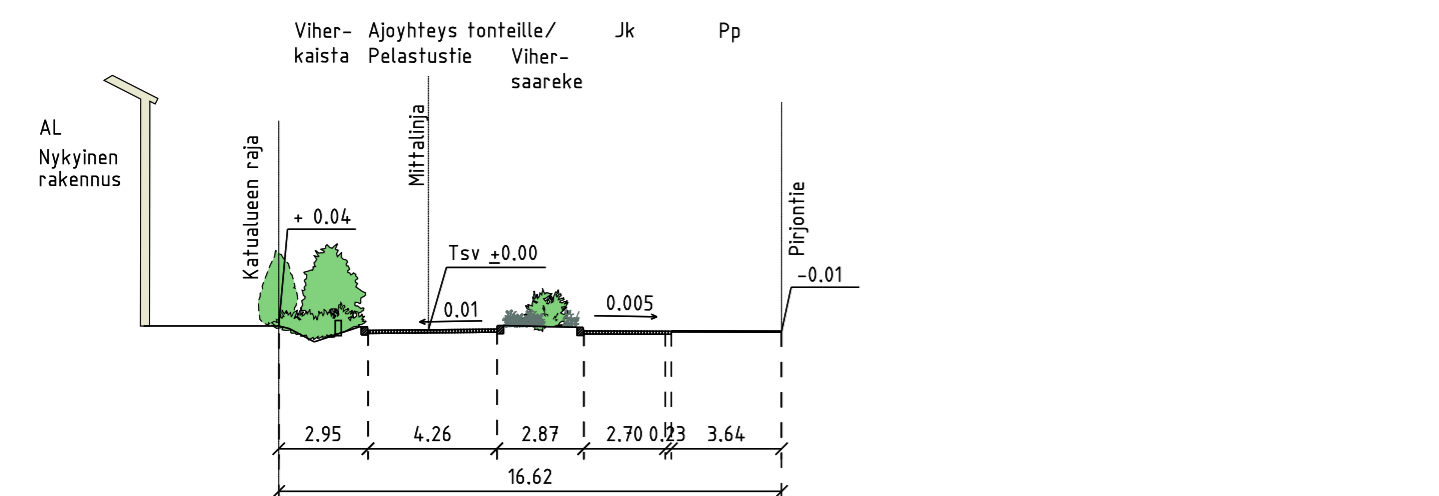 Viher-
kaista
Ajoyhteys tonteille/
Pelastustie
Viher-
saareke
Jk
Pp
AL
Nykyinen
rakennus
Katualueen raja
Mittalinja
Pirjontie
+ 0.04
Tsv ±0.00
-0.01
0.01
0.005
2.95
4.26
2.87
2.70
0.23
3.64
16.62